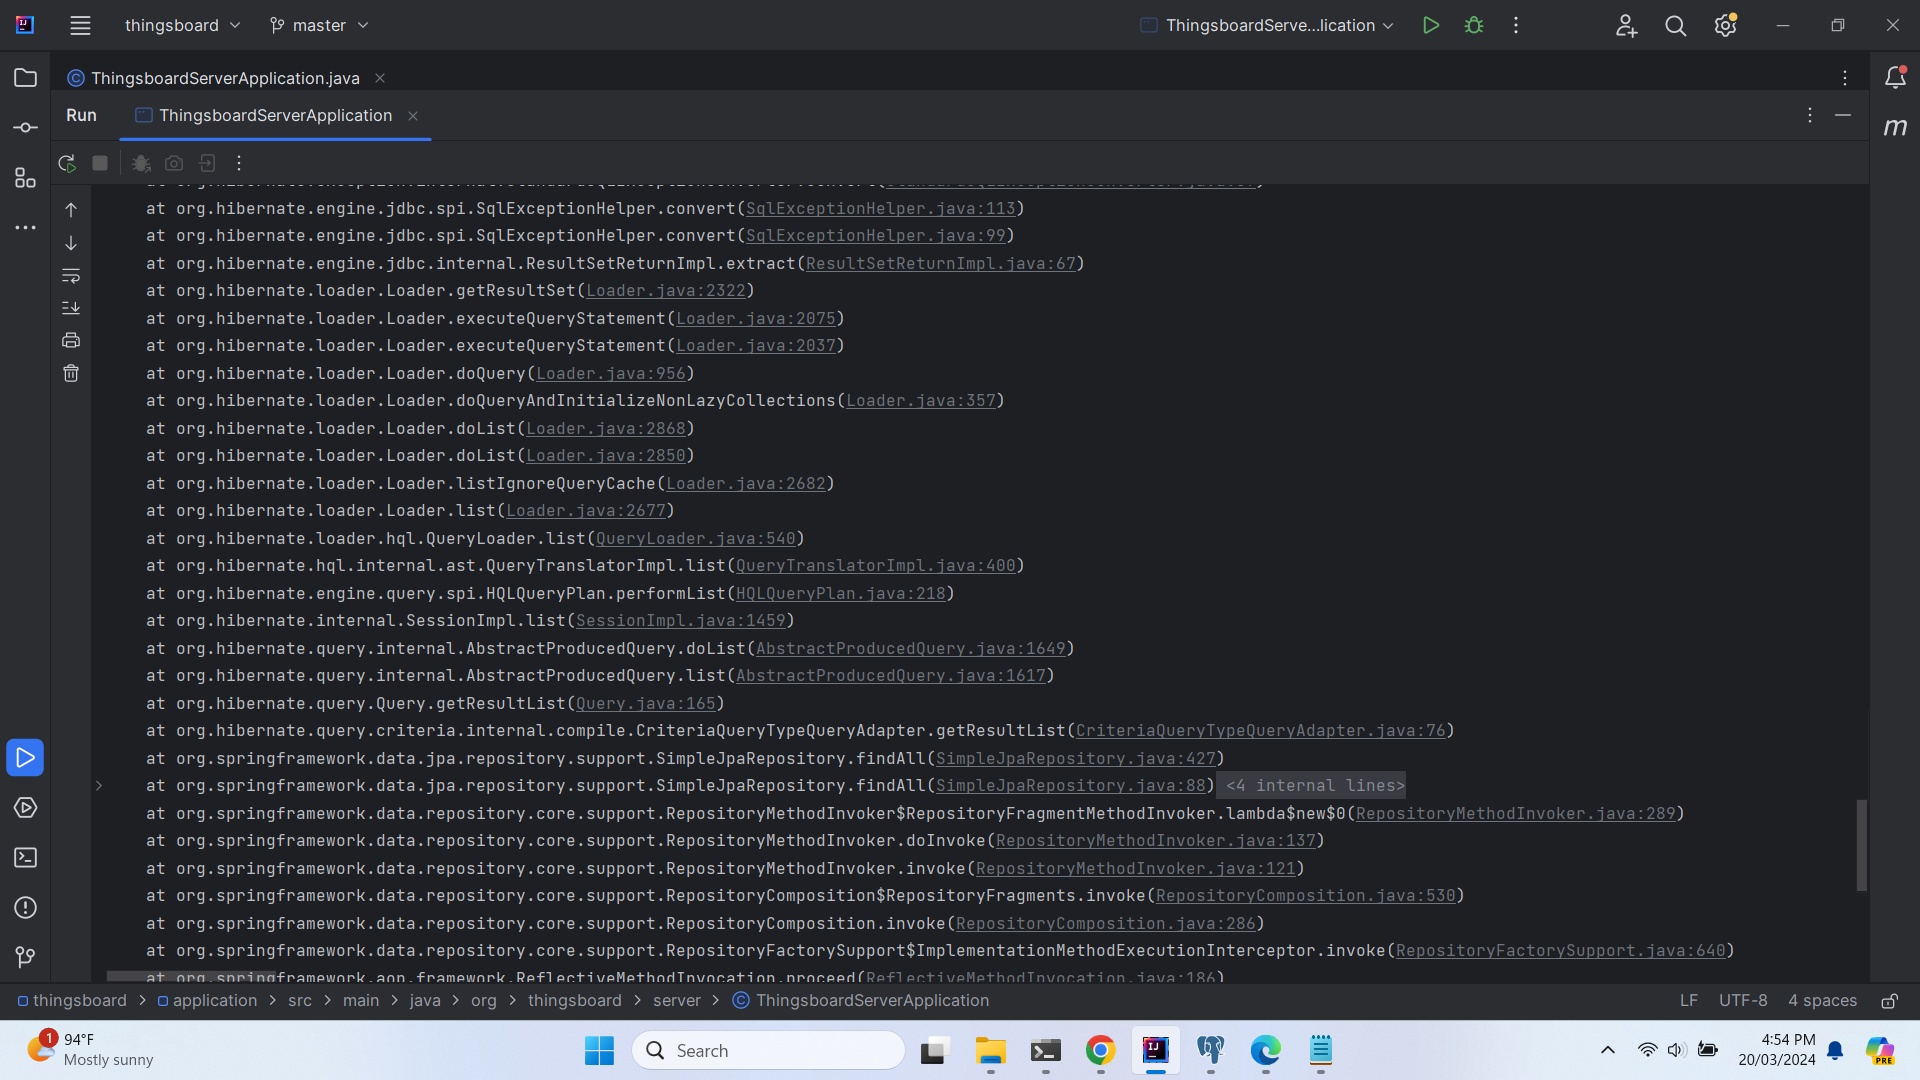 thingsboard
master
ThingsboardServe...lication
ThingsboardServerApplication.java
Run
ThingsboardServerApplication
at org.hibernate.engine.jdbc.spi.SqlExceptionHelper.convert(SqlExceptionHelper.java:113)
at org.hibernate.engine.jdbc.spi.SqlExceptionHelper.convert(SqlExceptionHelper.java:99)
at org.hibernate.engine.jdbc.internal.ResultSetReturnImpl.extract(ResultSetReturnImpl.java:67)
at org.hibernate.loader.Loader.getResultSet(Loader.java:2322)
at org.hibernate.loader.Loader.executeQueryStatement(Loader.java:2075)
at org.hibernate.loader.Loader.executeQueryStatement(Loader.java:2037)
at org.hibernate.loader.Loader.doQuery(Loader.java:956)
at org.hibernate.loader.Loader.doQueryAndInitializeNonLazyCollections(Loader.java:357)
at org.hibernate.loader.Loader.doList(Loader.java:2868)
at org.hibernate.loader.Loader.doList(Loader.java:2850)
at org.hibernate.loader.Loader.listIgnoreQueryCache(Loader.java:2682)
at org.hibernate.loader.Loader.list(Loader.java:2677)
at org.hibernate.loader.hql.QueryLoader.list(QueryLoader.java:540)
at org.hibernate.hql.internal.ast.QueryTranslatorImpl.list(QueryTranslatorImpl.java:400)
at org.hibernate.engine.query.spi.HQLQueryPlan.performList(HQLQueryPlan.java:218)
at org.hibernate.internal.SessionImpl.list(SessionImpl.java:1459)
at org.hibernate.query.internal.AbstractProducedQuery.doList(AbstractProducedQuery.java:1649)
at org.hibernate.query.internal.AbstractProducedQuery.list(AbstractProducedQuery.java:1617)
at org.hibernate.query.Query.getResultList(Query.java:165)
at org.hibernate.query.criteria.internal.compile.CriteriaQueryTypeQueryAdapter.getResultList(CriteriaQueryTypeQueryAdapter.java:76)
at org.springframework.data.jpa.repository.support.SimpleJpaRepository.findAll(SimpleJpaRepository.java:427)
at org.springframework.data.jpa.repository.support.SimpleJpaRepository.findAll(SimpleJpaRepository.java:88) <4 internal lines>
at org.springframework.data.repository.core.support.RepositoryMethodInvoker$RepositoryFragmentMethodInvoker.lambda$new$0(RepositoryMethodInvoker.java:289)
at org.springframework.data.repository.core.support.RepositoryMethodInvoker.doInvoke(RepositoryMethodInvoker.java:137)
at org.springframework.data.repository.core.support.RepositoryMethodInvoker.invoke(RepositoryMethodInvoker.java:121)
at org.springframework.data.repository.core.support.RepositoryComposition$RepositoryFragments.invoke(RepositoryComposition.java:530)
at org.springframework.data.repository.core.support.RepositoryComposition.invoke(RepositoryComposition.java:286)
at org.springframework.data.repository.core.support.RepositoryFactorySupport$ImplementationMethodExecutionInterceptor.invoke(RepositoryFactorySupport.java:640)
at org.springframework.aop.framework.ReflectiveMethodInvocation.proceed(ReflectiveMethodInvocation.java:186)
thingsboard > application > src > main > java > org > thingsboard > server > ThingsboardServerApplication
LF UTF-8 4 spaces
1
94°F
Mostly sunny
Search
4:54 PM
20/03/2024
PRE